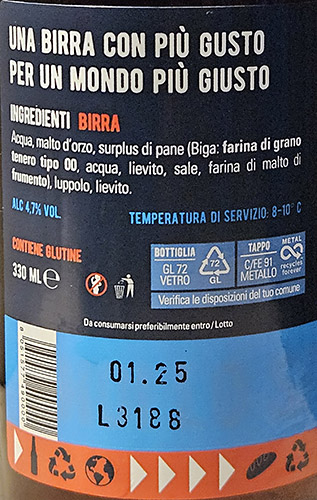 UNA BIRRA CON PIÙ GUSTO
PER UN MONDO PIÙ GIUSTO
INGREDIENTI BIRRA
Acqua, malto d'orzo, surplus di pane (Biga: farina di grano
tenero tipo 00, acqua, lievito, sale, farina di malto di
frumento), luppolo, lievito.
ALC 4,7% VOL.
TEMPERATURA DI SERVIZIO: 8-10° C
CONTIENE GLUTINE
330 ML e
BOTTIGLIA
GL 72
VETRO
72
GL
TAPPO
C/FE 91
METALLO
METAL
recycles
forever
Verifica le disposizioni del tuo comune
Da consumarsi preferibilmente entro / Lotto
01.25
L3188